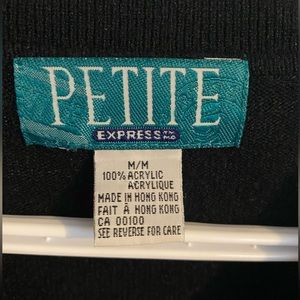 PETITE
EXPRESS
M/M
100% ACRYLIC
ACRYLIQUE
MADE IN HONG KONG
FAIT À HONG KONG
CA 00100
SEE REVERSE FOR CARE